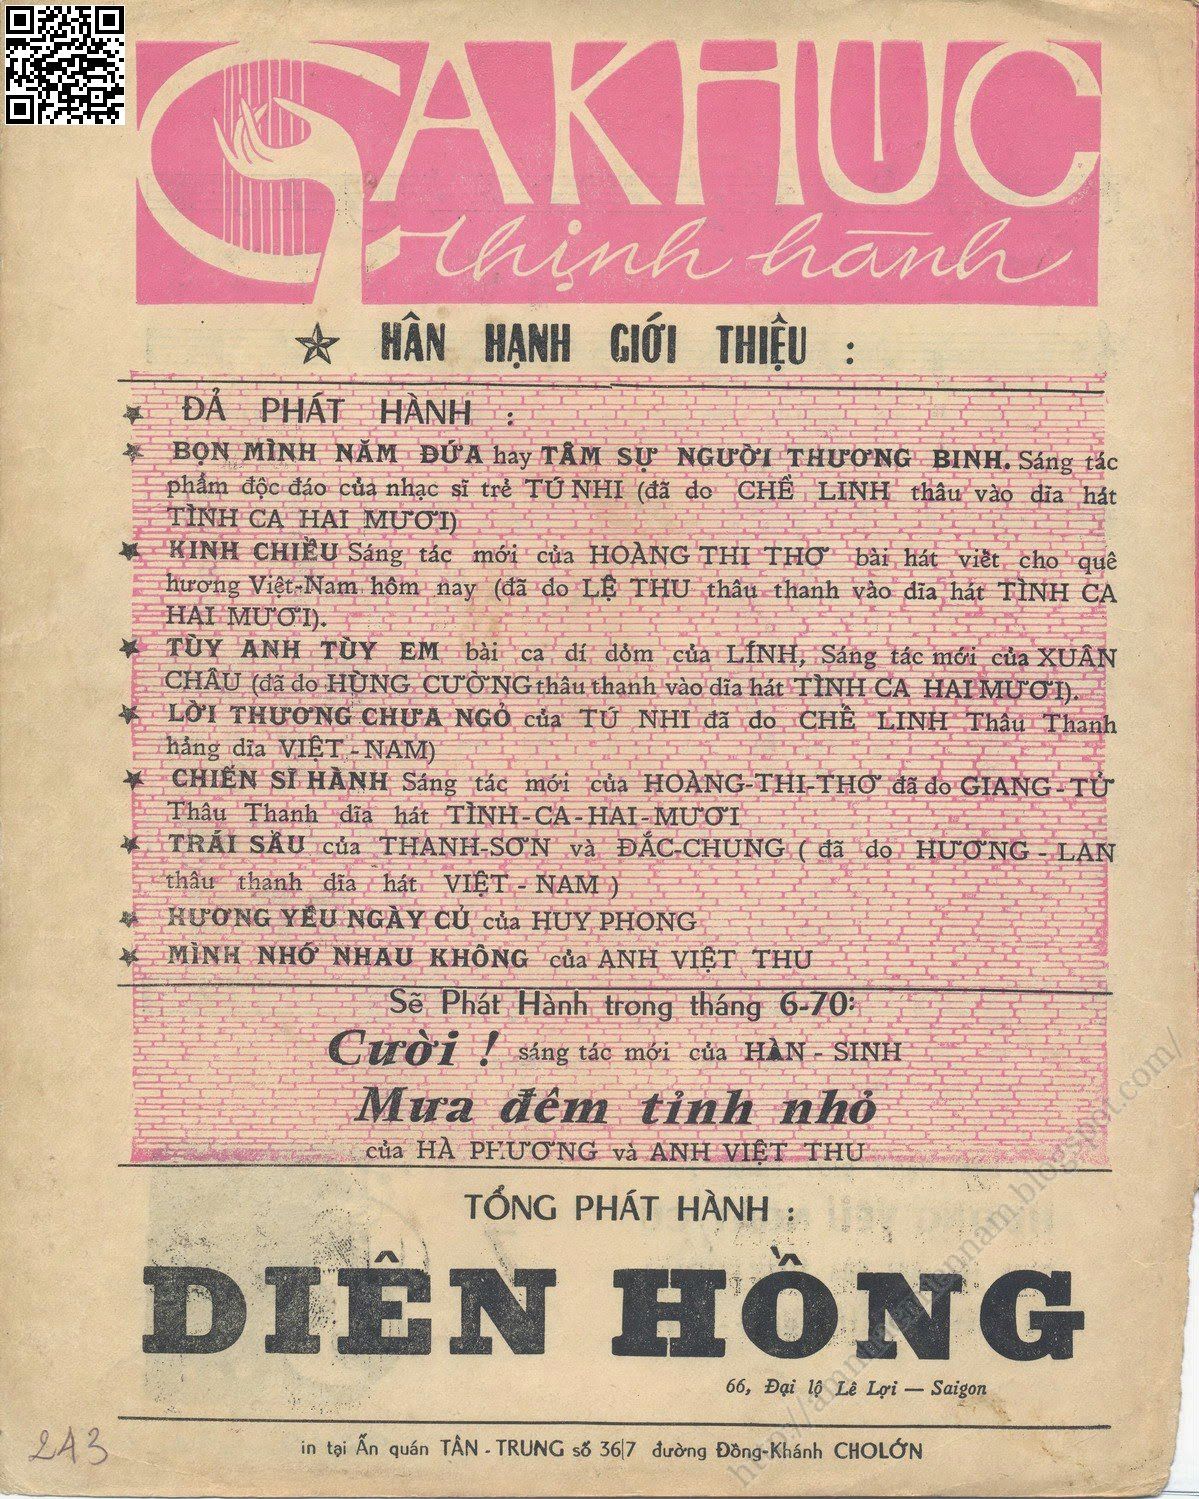 CA KHÚC
thịnh hành
HÂN HẠNH GIỚI THIỆU :
ĐẢ PHÁT HÀNH :
BỌN MÌNH NĂM ĐỨA hay TÂM SỰ NGƯỜI THƯƠNG BINH. Sáng tác
phẩm độc đáo của nhạc sĩ trẻ TÚ NHI (đã do CHẾ LINH thâu vào dĩa hát
TÌNH CA HAI MƯƠI)
KINH CHIỀU Sáng tác mới của HOÀNG THI THƠ bài hát viết cho quê
hương Việt-Nam hôm nay (đã do LỆ THU thâu thanh vào dĩa hát TÌNH CA
HAI MƯƠI).
TÙY ANH TÙY EM bài ca dí dỏm của LÍNH, Sáng tác mới của XUÂN
CHÂU (đã do HÙNG CƯỜNG thâu thanh vào dĩa hát TÌNH CA HAI MƯƠI).
LỜI THƯƠNG CHƯA NGỎ của TÚ NHI đã do CHẾ LINH Thâu Thanh
hảng dĩa VIỆT - NAM)
CHIẾN SĨ HÀNH Sáng tác mới của HOÀNG-THI-THƠ đã do GIANG - TỬ
Thâu Thanh dĩa hát TÌNH - CA - HAI - MƯƠI
TRÁI SẦU của THANH-SƠN và ĐẮC-CHUNG ( đã do HƯƠNG - LAN
thâu thanh dĩa hát VIỆT - NAM )
HƯƠNG YÊU NGÀY CỦ của HUY PHONG
MÌNH NHỚ NHAU KHÔNG của ANH VIỆT THU
Sẽ Phát Hành trong tháng 6-70:
Cười ! sáng tác mới của HÀN - SINH
Mưa đêm tỉnh nhỏ
của HÀ PHƯƠNG và ANH VIỆT THU
TỔNG PHÁT HÀNH :
DIÊN HỒNG
66, Đại lộ Lê Lợi — Saigon
in tại Ấn quán TÂN - TRUNG số 36/7 đường Đồng-Khánh CHOLỚN
243
http://amnhacmiennam.blogspot.com/